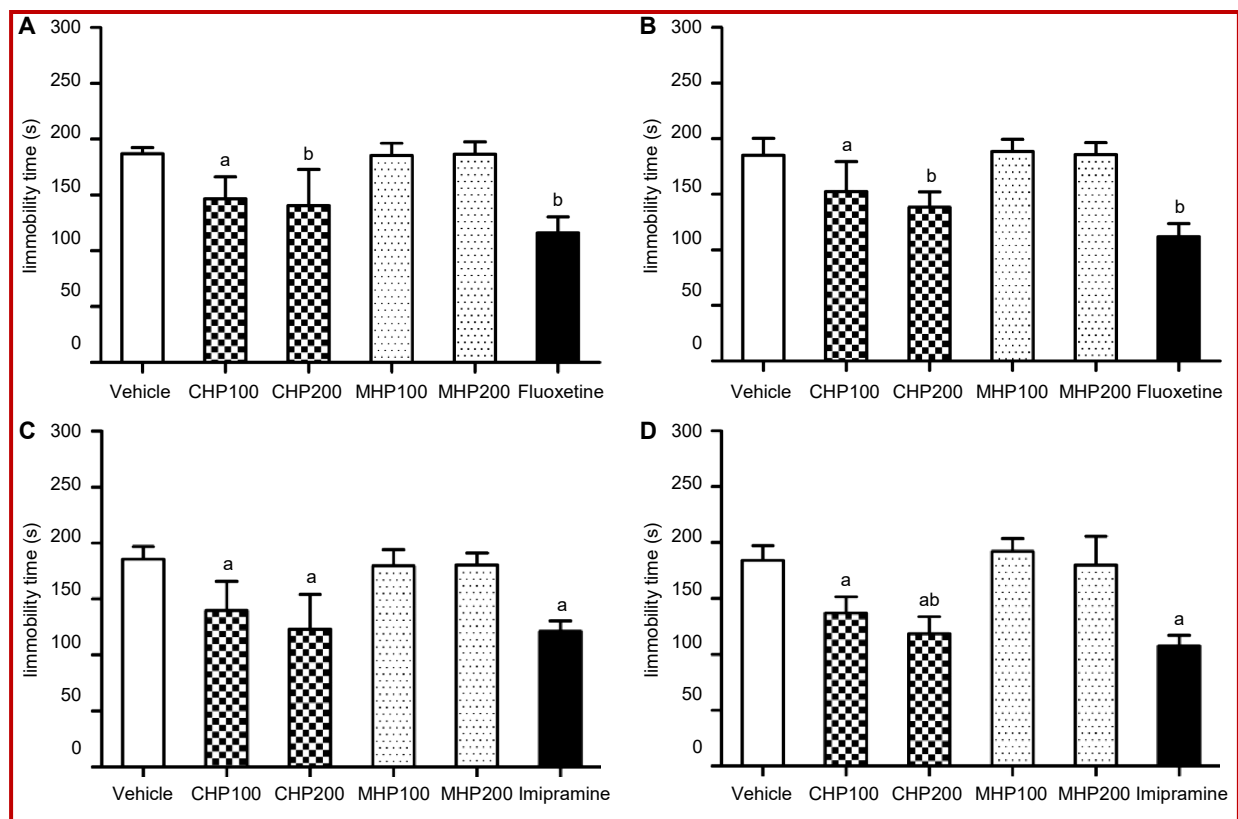 A
300
250
200
150
100
50
0
Iimmobility time (s)
a
b
b
Vehicle CHP100 CHP200 MHP100 MHP200 Fluoxetine
B
300
250
200
150
100
50
0
Iimmobility time (s)
a
b
b
Vehicle CHP100 CHP200 MHP100 MHP200 Fluoxetine
C
300
250
200
150
100
50
0
Iimmobility time (s)
a
a
a
Vehicle CHP100 CHP200 MHP100 MHP200 Imipramine
D
300
250
200
150
100
50
0
Iimmobility time (s)
a
ab
a
Vehicle CHP100 CHP200 MHP100 MHP200 Imipramine